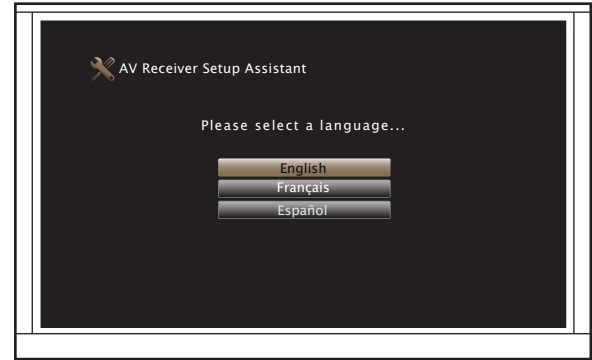 AV Receiver Setup Assistant
Please select a language...
English
Français
Español